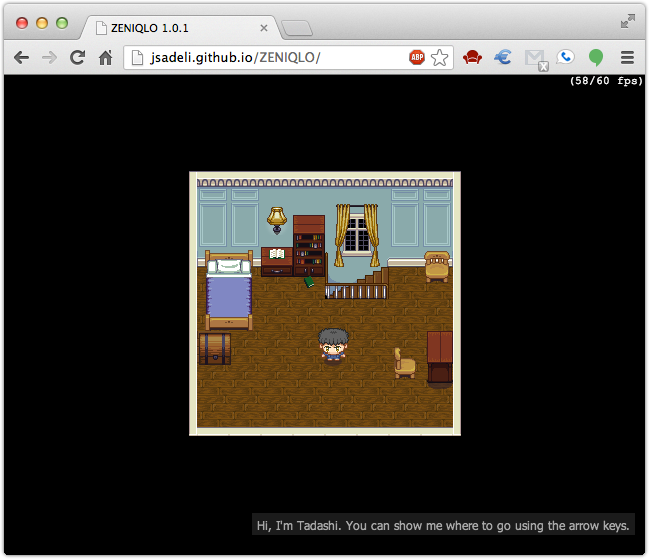 ZENIQLO 1.0.1
jsadeli.github.io/ZENIQLO/
ABP
(58/60 fps)
Hi, I'm Tadashi. You can show me where to go using the arrow keys.